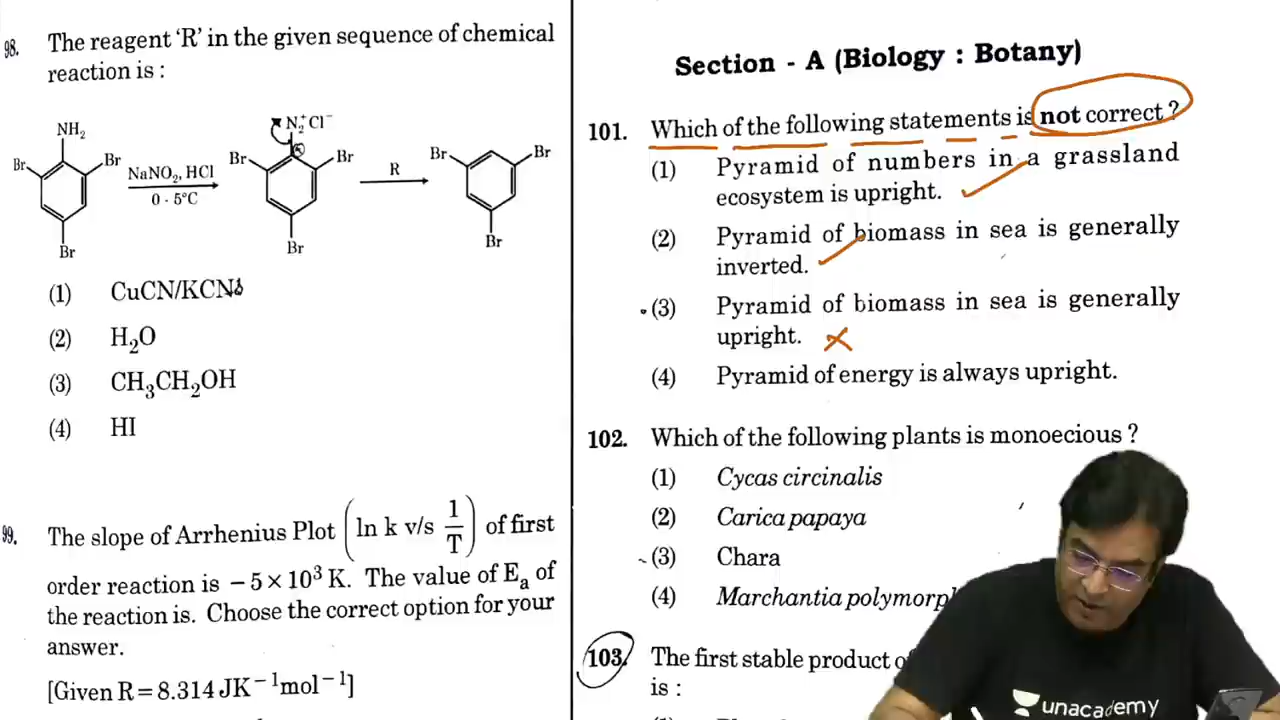 98. The reagent ‘R’ in the given sequence of chemical
reaction is :
NH₂
Br Br
Br
NaNO₂, HCl
0 - 5°C
N₂⁺Cl⁻
Br Br
Br
R
Br Br
Br
(1) CuCN/KCN
(2) H₂O
(3) CH₃CH₂OH
(4) HI
99. The slope of Arrhenius Plot (ln k v/s 1/T) of first
order reaction is − 5 × 10³ K. The value of Eₐ of
the reaction is. Choose the correct option for your
answer.
[Given R = 8.314 JK⁻¹mol⁻¹]
Section - A (Biology : Botany)
101. Which of the following statements is not correct ?
(1) Pyramid of numbers in a grassland
ecosystem is upright.
(2) Pyramid of biomass in sea is generally
inverted.
(3) Pyramid of biomass in sea is generally
upright.
(4) Pyramid of energy is always upright.
102. Which of the following plants is monoecious ?
(1) Cycas circinalis
(2) Carica papaya
(3) Chara
(4) Marchantia
103. The first stable product
is :
unacademy